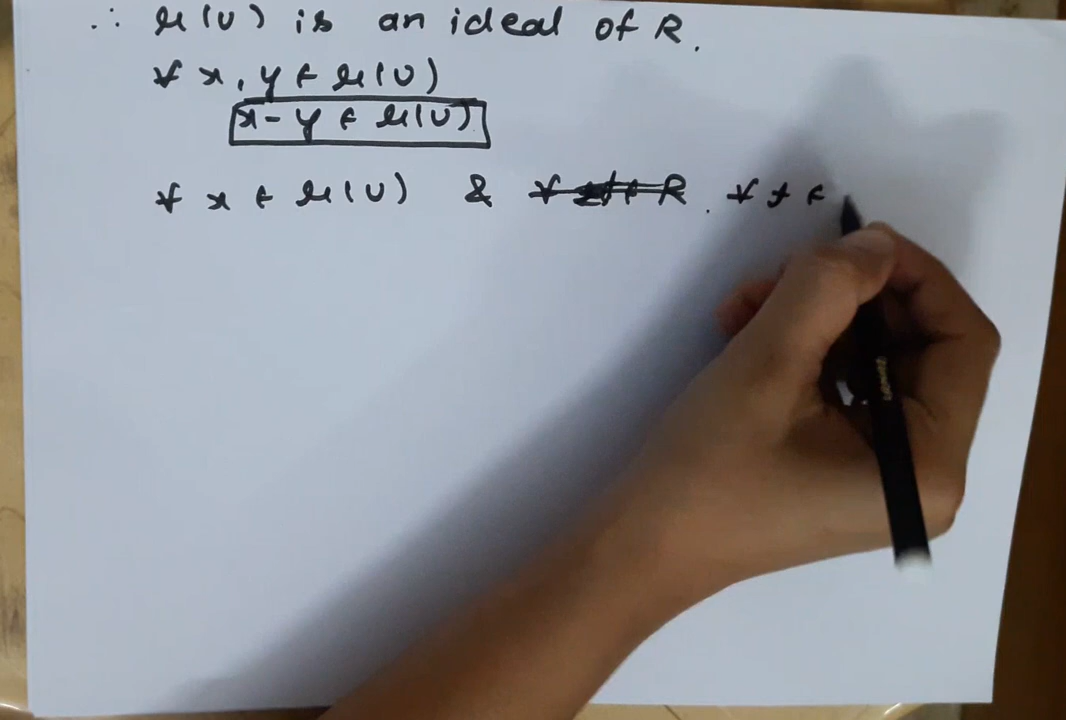 ∴ r(U) is an ideal of R.
∀ x, y ∈ r(U)
x - y ∈ r(U)
∀ x ∈ r(U) & ∀ R. ∀ r ∈